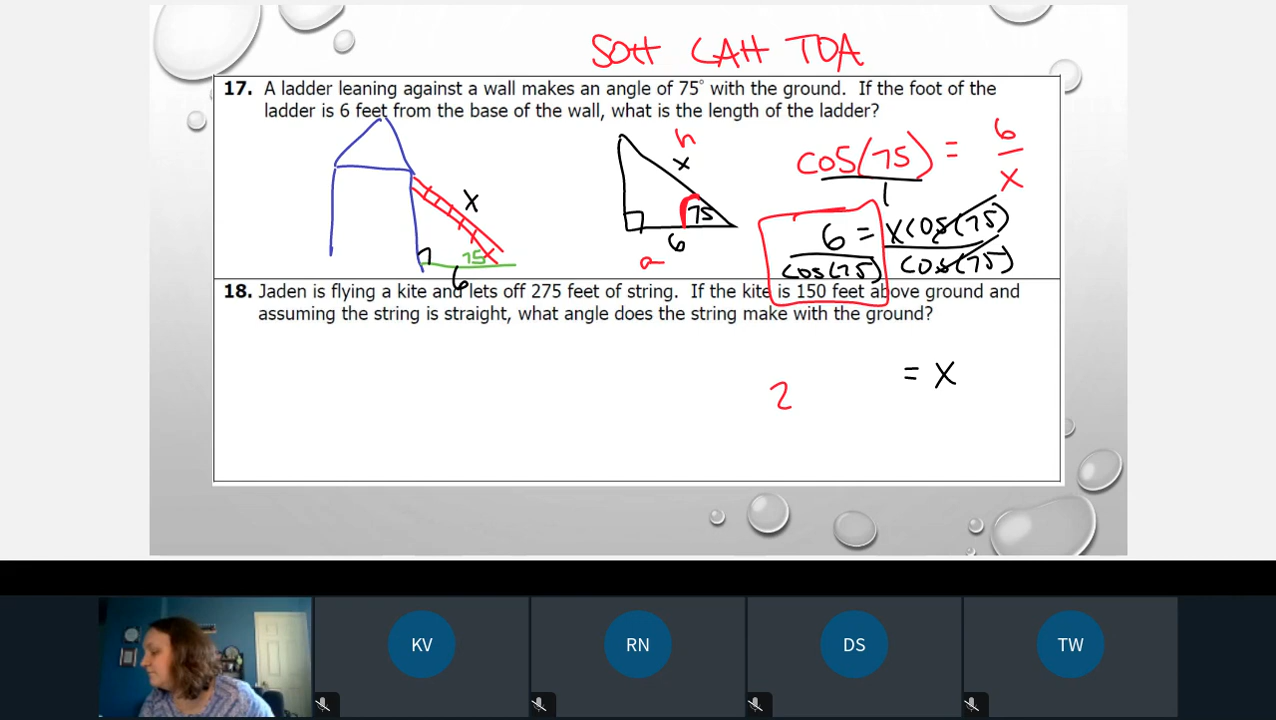 SOH CAH TOA
17. A ladder leaning against a wall makes an angle of 75° with the ground. If the foot of the
ladder is 6 feet from the base of the wall, what is the length of the ladder?
x
75
6
h
x
75
6
a
cos(75) = 6/x
1
6 = x cos(75)
cos(75) cos(75)
18. Jaden is flying a kite and lets off 275 feet of string. If the kite is 150 feet above ground and
assuming the string is straight, what angle does the string make with the ground?
= x
2
KV
RN
DS
TW